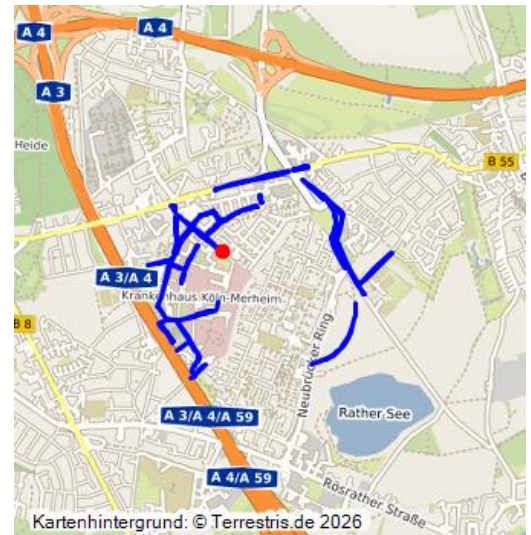 A 4
A 4
A 3
Heide
B 55
A 3/A 4
Krankenhaus Köln-Merheim
B 8
Neubrücker Ring
Rather See
A 3/A 4/A 59
A 4/A 59
Rösrather Straße
Kartenhintergrund: © Terrestris.de 2026